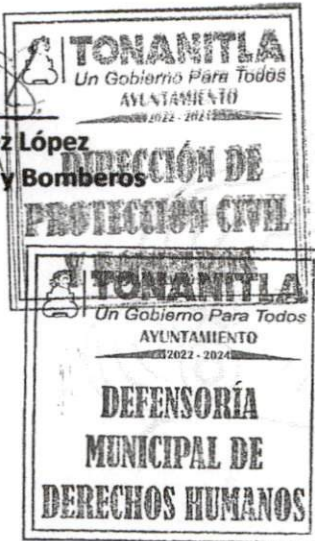 TONANITLA
Un Gobierno Para Todos
AYUNTAMIENTO
2022 - 2024
z López
DIRECCIÓN DE
y Bomberos
PROTECCIÓN CIVIL
TONANITLA
Un Gobierno Para Todos
AYUNTAMIENTO
2022 - 2024
DEFENSORÍA
MUNICIPAL DE
DERECHOS HUMANOS